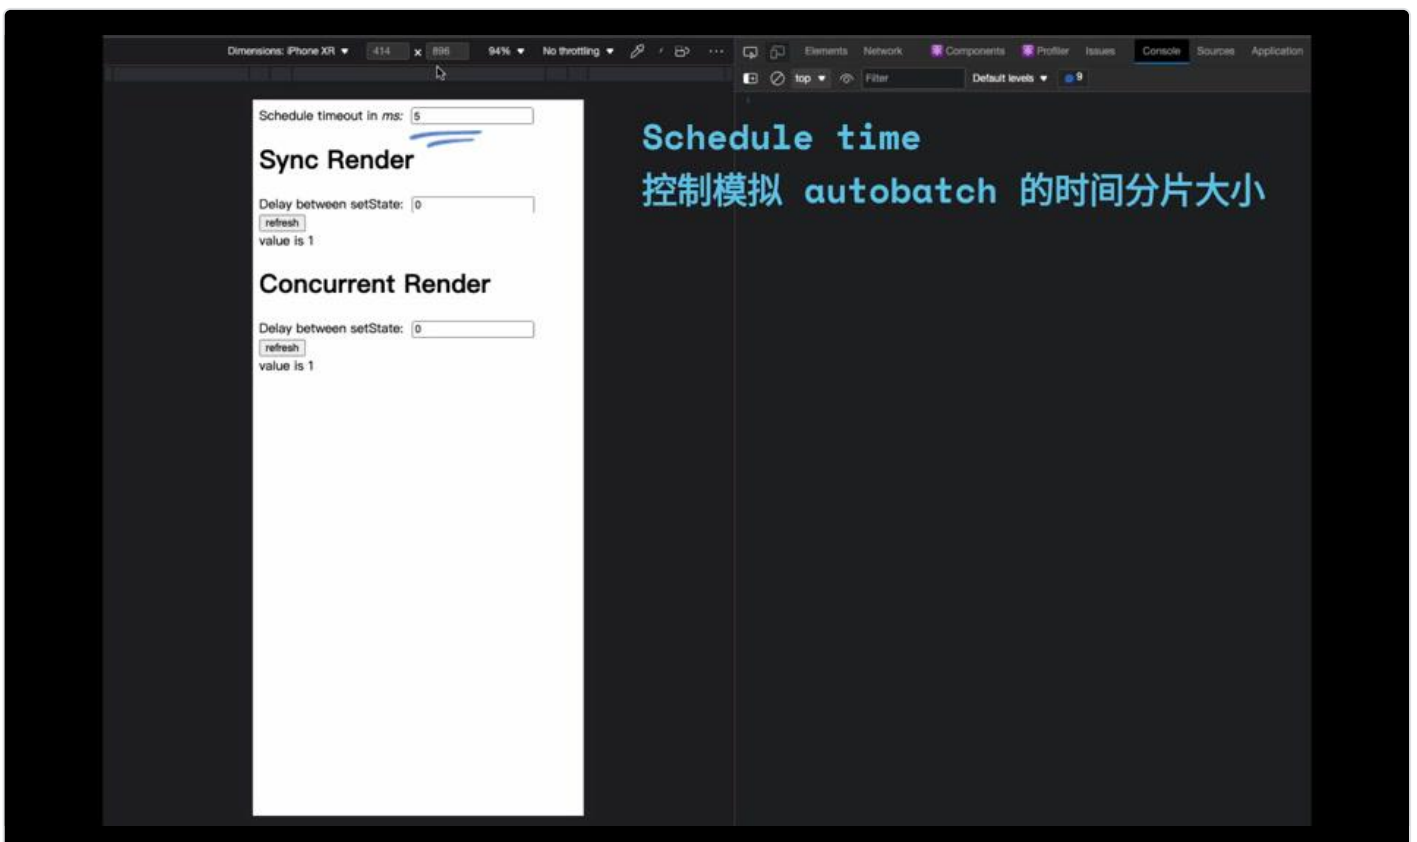 Dimensions: iPhone XR ▼ 414 x 896 94% ▼ No throttling ▼
Elements Network Components Profiler Issues Console Sources Application
top ▼ Filter Default levels ▼ 9
Schedule timeout in ms: 5
Sync Render
Delay between setState: 0
refresh
value is 1
Concurrent Render
Delay between setState: 0
refresh
value is 1
Schedule time
控制模拟 autobatch 的时间分片大小